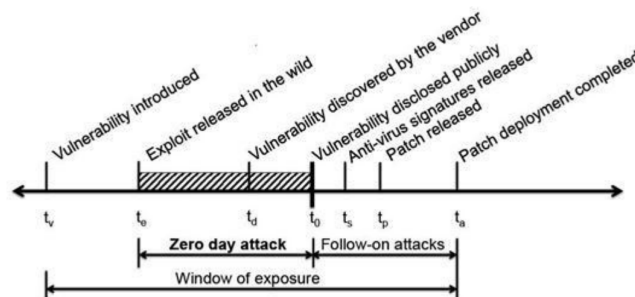 Vulnerability introduced
Exploit released in the wild
Vulnerability discovered by the vendor
Vulnerability disclosed publicly
Anti-virus signatures released
Patch released
Patch deployment completed
tv te td t0 ts tp ta
Zero day attack Follow-on attacks
Window of exposure